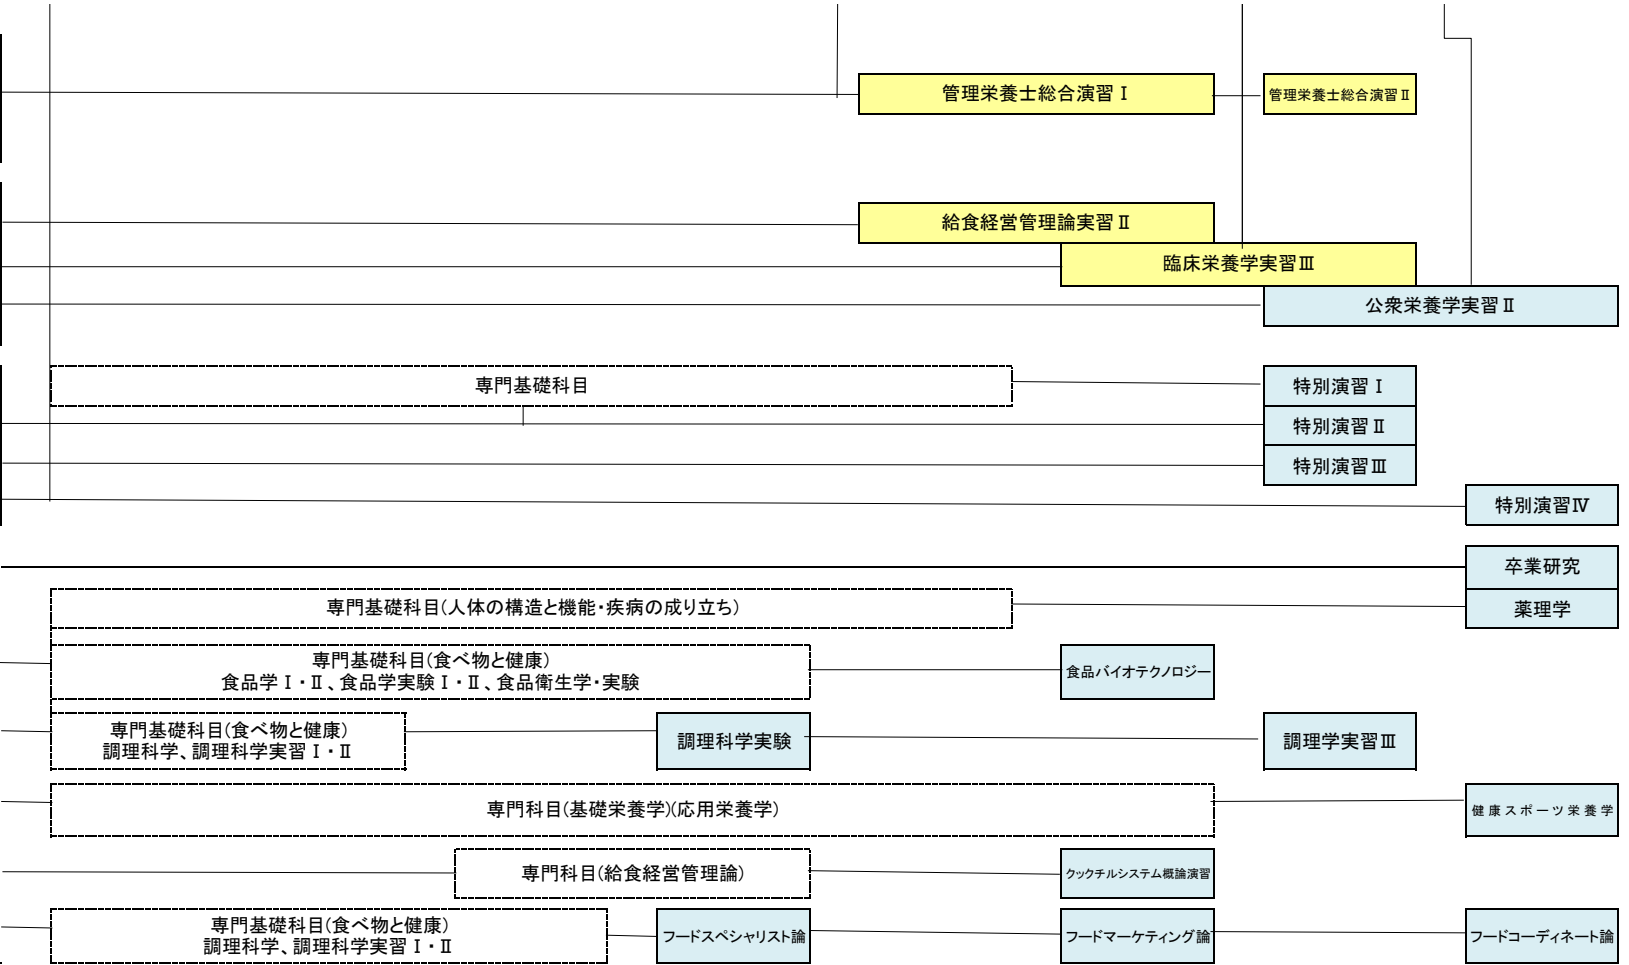 管理栄養士総合演習Ⅰ
管理栄養士総合演習Ⅱ
給食経営管理論実習Ⅱ
臨床栄養学実習Ⅲ
公衆栄養学実習Ⅱ
専門基礎科目
特別演習Ⅰ
特別演習Ⅱ
特別演習Ⅲ
特別演習Ⅳ
卒業研究
専門基礎科目(人体の構造と機能・疾病の成り立ち)
薬理学
専門基礎科目(食べ物と健康)
食品学Ⅰ・Ⅱ、食品学実験Ⅰ・Ⅱ、食品衛生学・実験
食品バイオテクノロジー
専門基礎科目(食べ物と健康)
調理科学、調理科学実習Ⅰ・Ⅱ
調理科学実験
調理学実習Ⅲ
専門科目(基礎栄養学)(応用栄養学)
健康スポーツ栄養学
専門科目(給食経営管理論)
クックチルシステム概論演習
専門基礎科目(食べ物と健康)
調理科学、調理科学実習Ⅰ・Ⅱ
フードスペシャリスト論
フードマーケティング論
フードコーディネート論